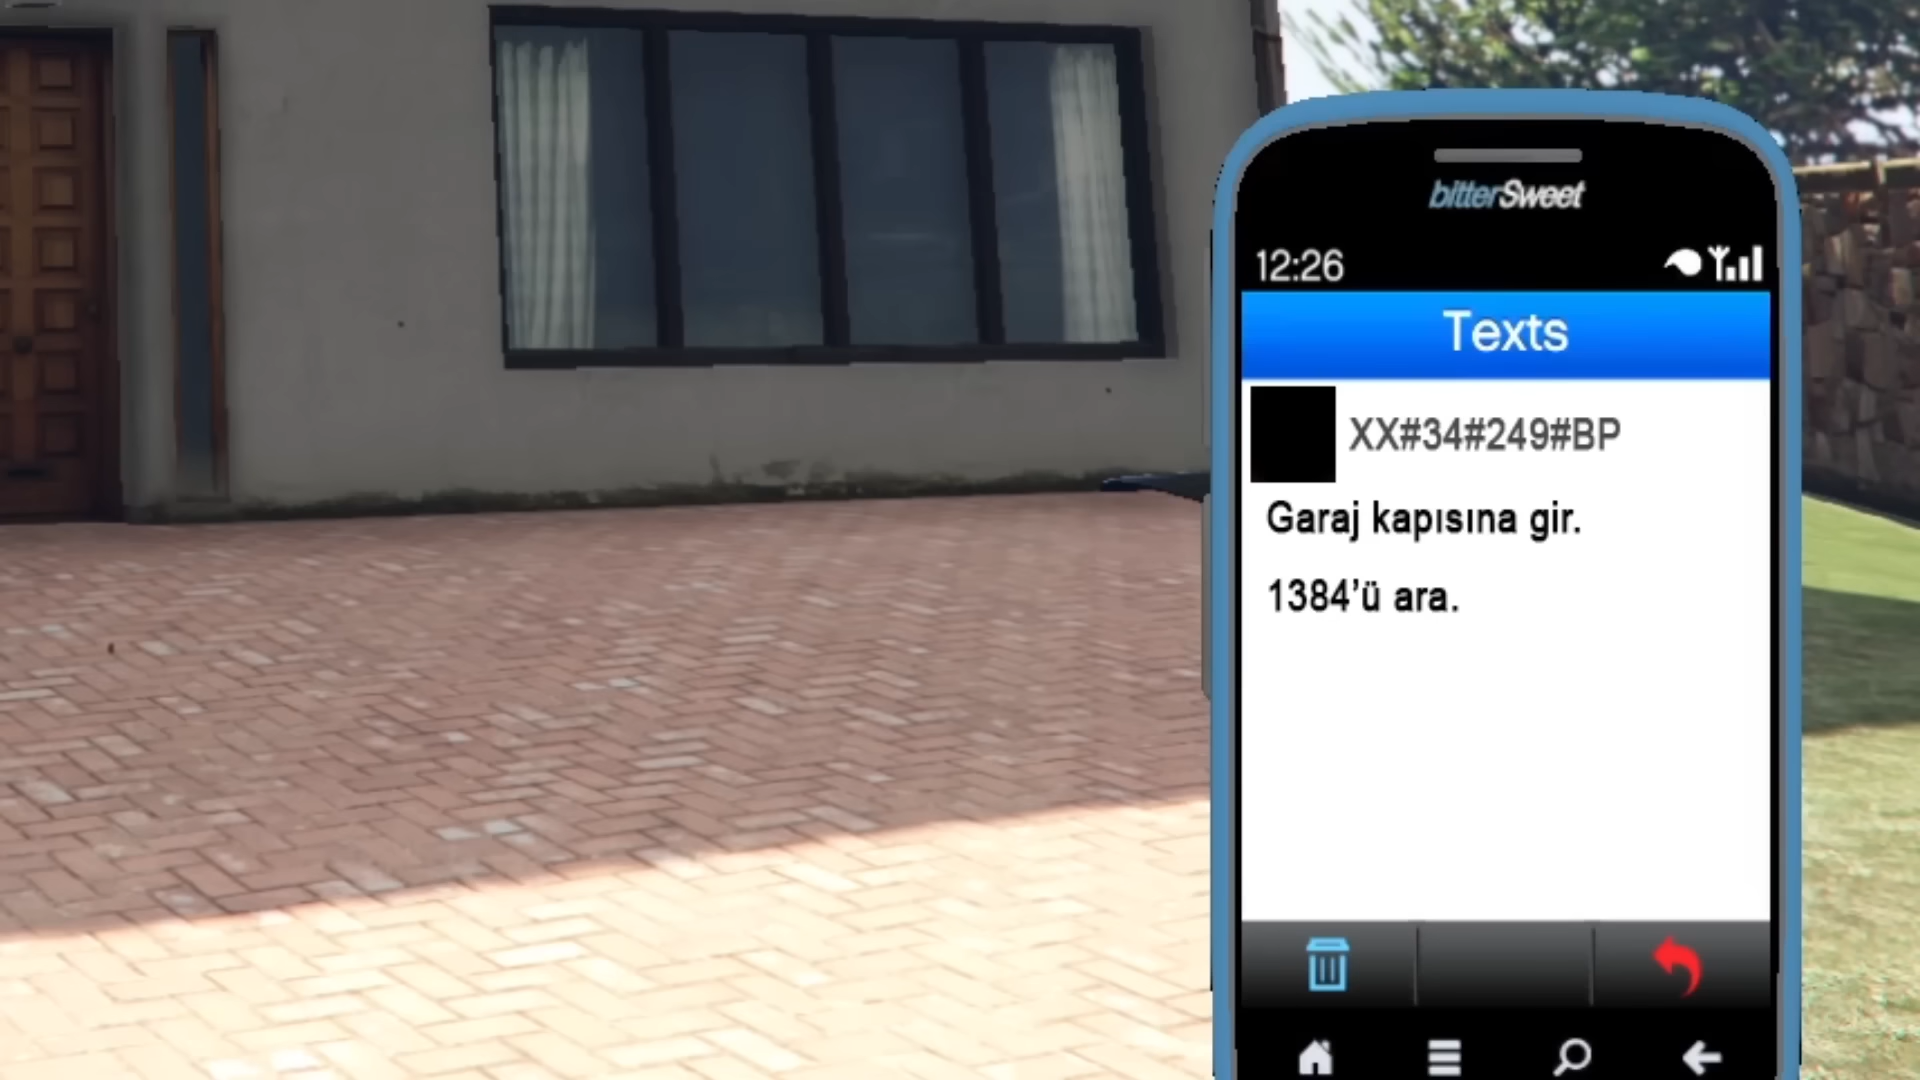 bitterSweet
12:26
Texts
XX#34#249#BP
Garaj kapısına gir.
1384’ü ara.